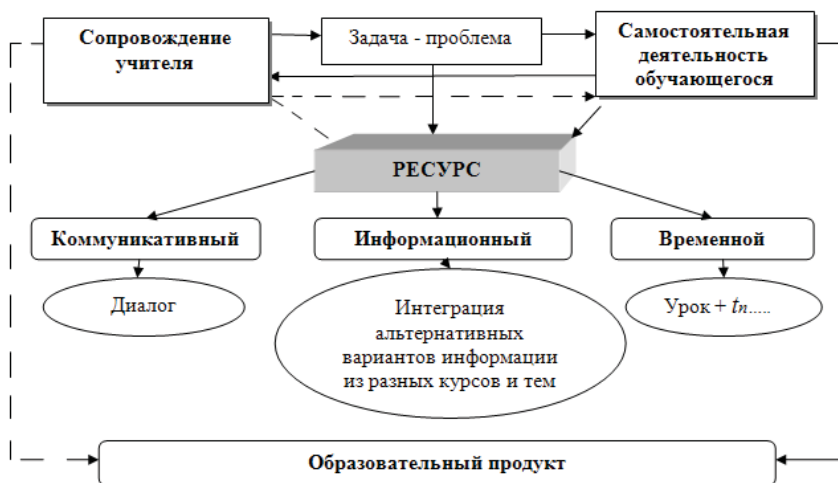 Сопровождение
учителя
Задача - проблема
Самостоятельная
деятельность
обучающегося
РЕСУРС
Коммуникативный
Информационный
Временной
Диалог
Интеграция
альтернативных
вариантов информации
из разных курсов и тем
Урок + tn.....
Образовательный продукт